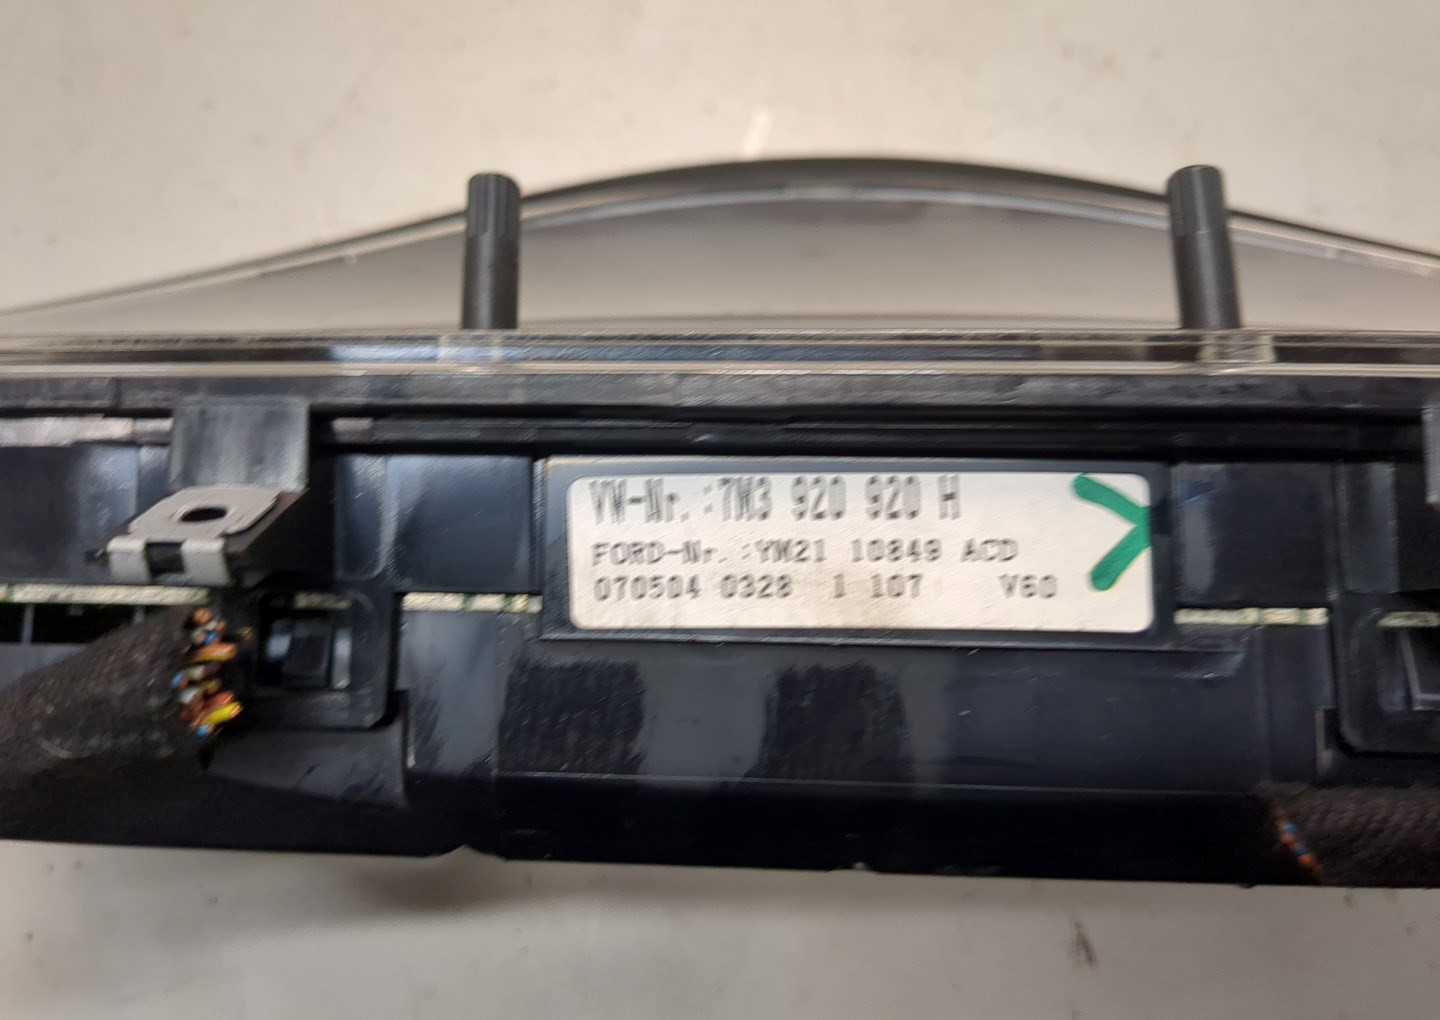 VW-Nr.:7M3 920 920 H
FORD-Nr.:YM21 10849 ACD
070504 0328 1 107 V60